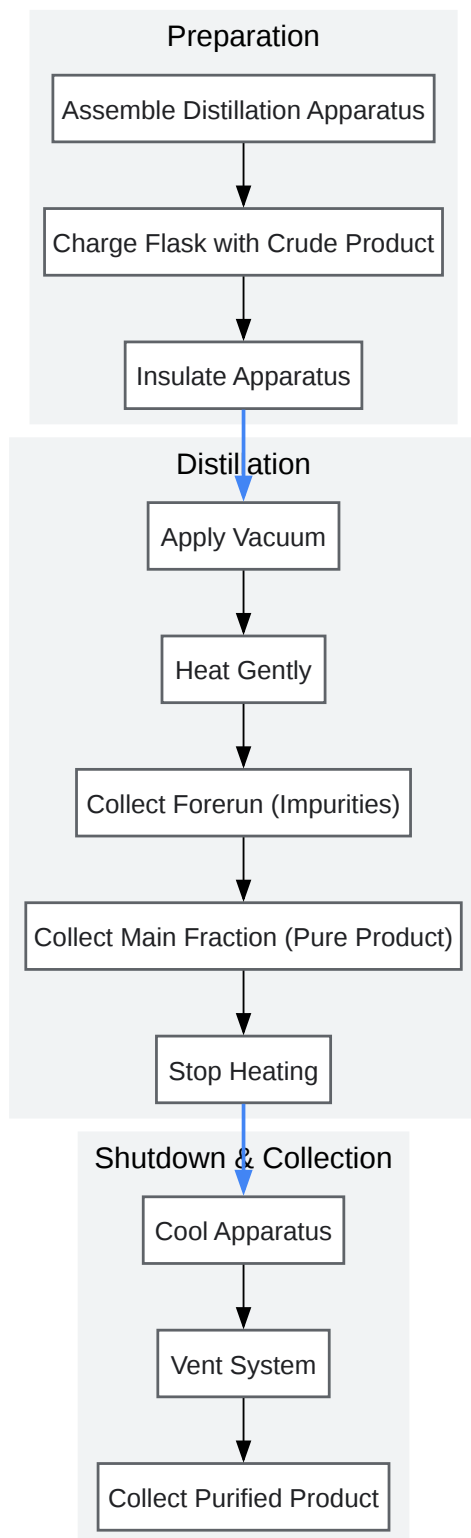 Preparation
Assemble Distillation Apparatus
Charge Flask with Crude Product
Insulate Apparatus
Distillation
Apply Vacuum
Heat Gently
Collect Forerun (Impurities)
Collect Main Fraction (Pure Product)
Stop Heating
Shutdown & Collection
Cool Apparatus
Vent System
Collect Purified Product